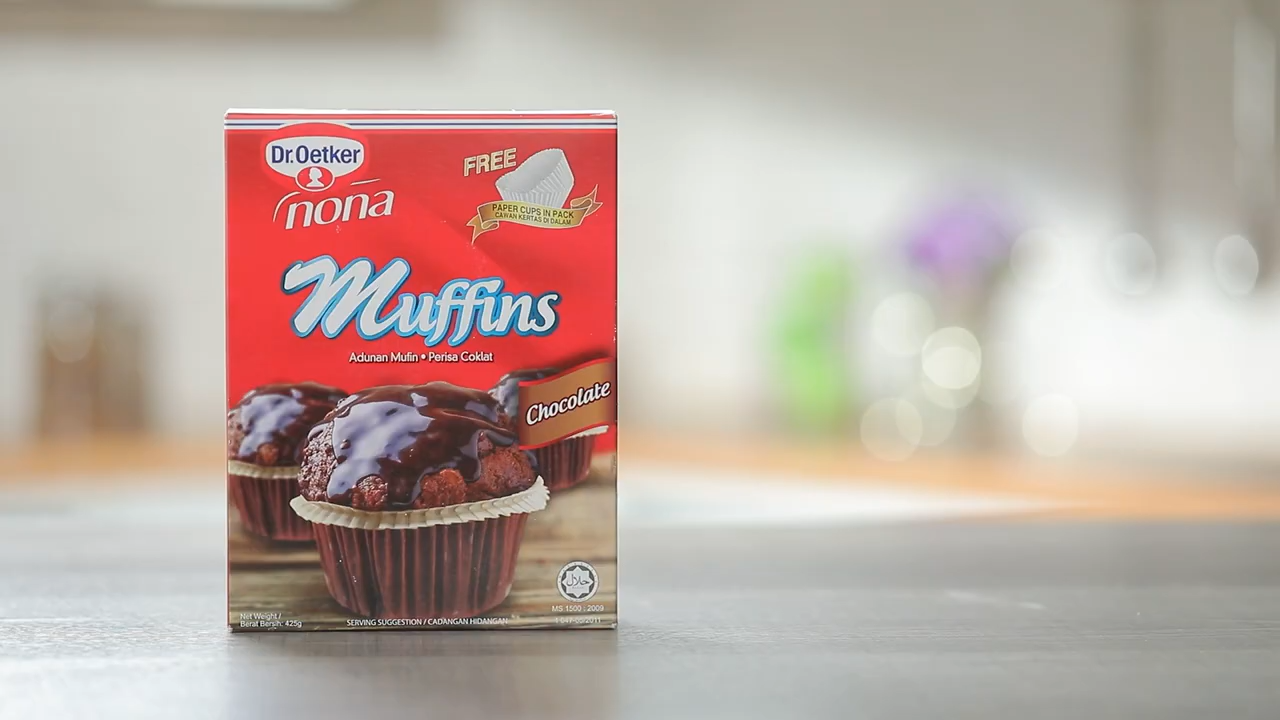 Dr. Oetker
nona
FREE
PAPER CUPS IN PACK
CAWAN KERTAS DI DALAM
Muffins
Adunan Mufin • Perisa Coklat
Chocolate
حلال
MS 1500 : 2009
Net Weight /
Berat Bersih: 425g
SERVING SUGGESTION / CADANGAN HIDANGAN